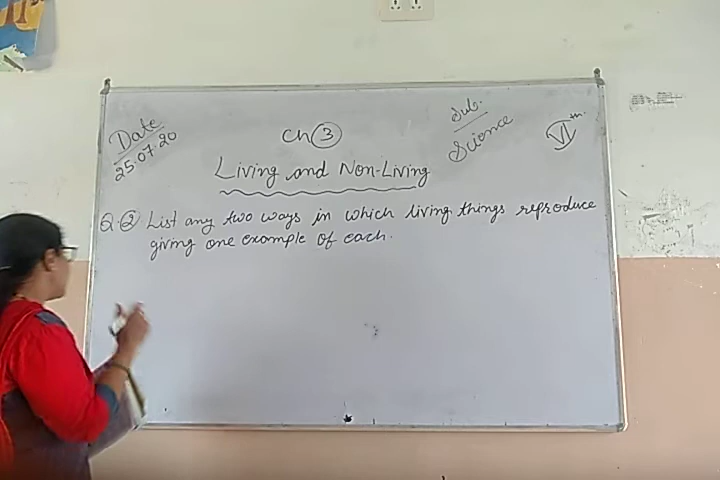 Date
25.07.20
Ch ③
Sub.
Science
VIth
Living and Non-Living
Q.② List any two ways in which living things reproduce
giving one example of each.